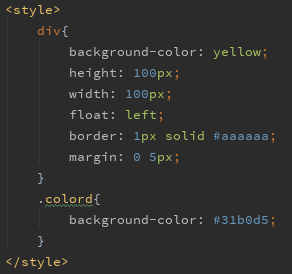 <style>
div{
background-color: yellow;
height: 100px;
width: 100px;
float: left;
border: 1px solid #aaaaaa;
margin: 0 5px;
}
.colord{
background-color: #31b0d5;
}
</style>